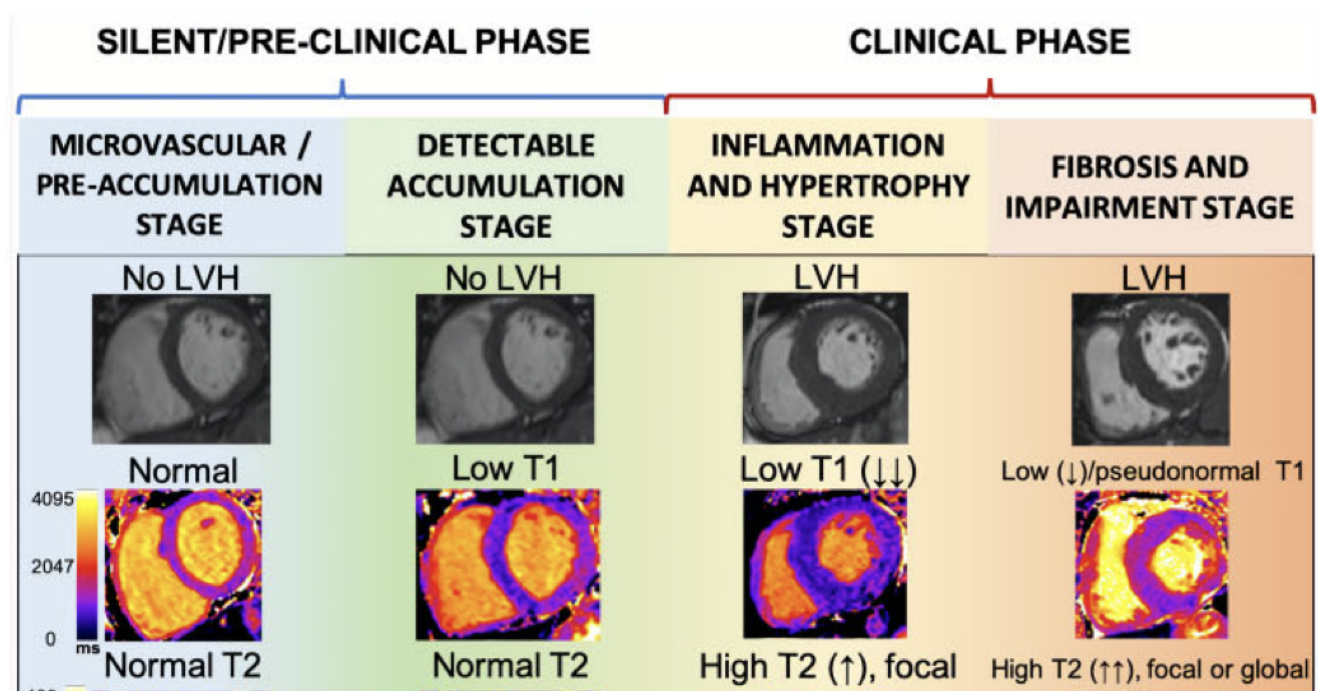 SILENT/PRE-CLINICAL PHASE
CLINICAL PHASE
MICROVASCULAR /
PRE-ACCUMULATION
STAGE
DETECTABLE
ACCUMULATION
STAGE
INFLAMMATION
AND HYPERTROPHY
STAGE
FIBROSIS AND
IMPAIRMENT STAGE
No LVH
No LVH
LVH
LVH
Normal
Low T1
Low T1 (↓↓)
Low (↓)/pseudonormal T1
4095
2047
0
ms
Normal T2
Normal T2
High T2 (↑), focal
High T2 (↑↑), focal or global